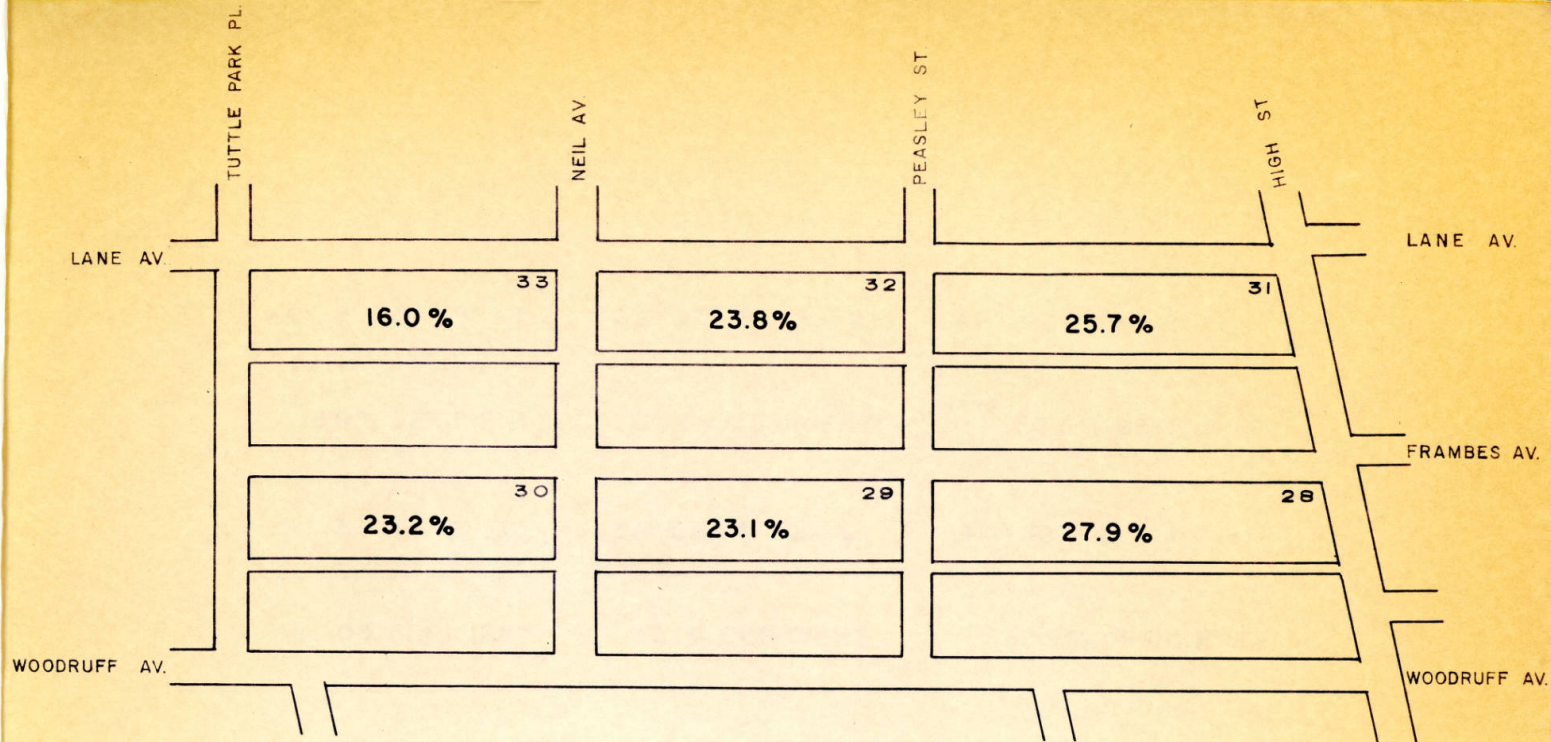 TUTTLE PARK PL.
NEIL AV.
PEASLEY ST
HIGH ST
LANE AV.
LANE AV.
33
16.0%
32
23.8%
31
25.7%
FRAMBES AV.
30
23.2%
29
23.1%
28
27.9%
WOODRUFF AV.
WOODRUFF AV.